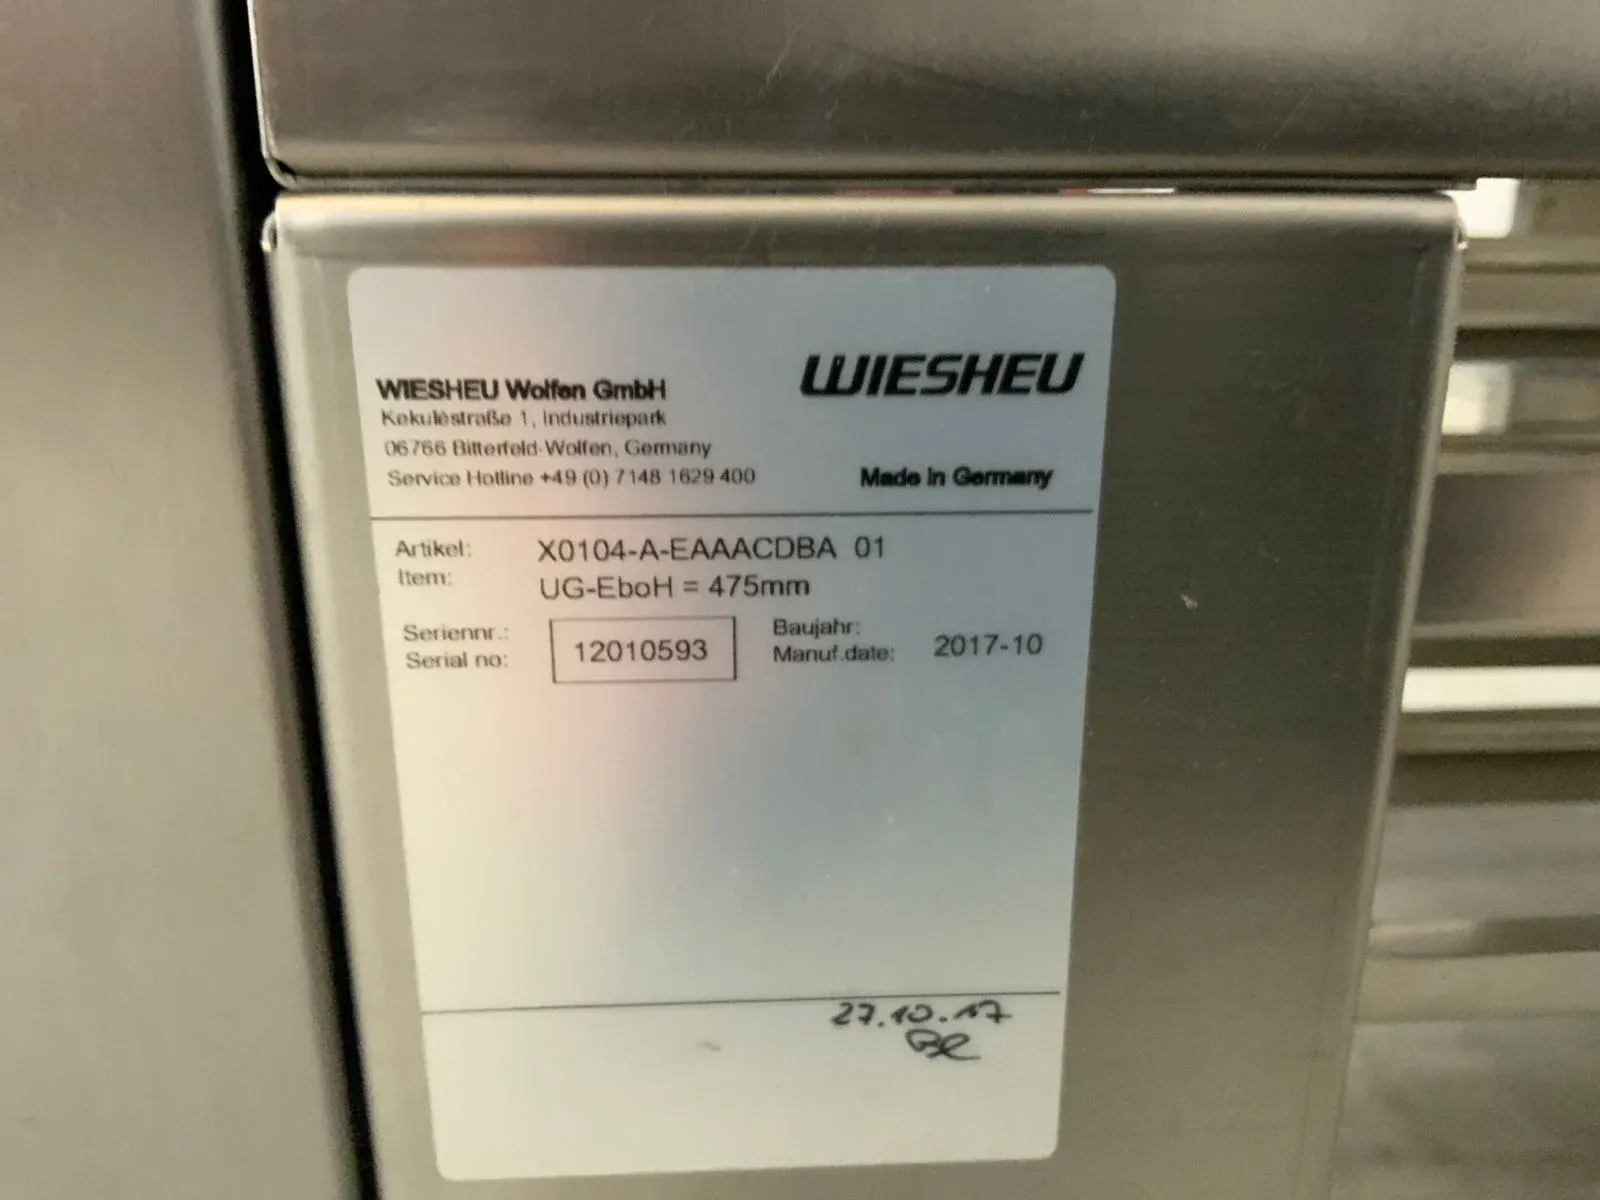 WIESHEU Wolfen GmbH
Kekuléstraße 1, Industriepark
06766 Bitterfeld-Wolfen, Germany
Service Hotline +49 (0) 7148 1629 400
WIESHEU
Made in Germany
Artikel: X0104-A-EAAACDBA 01
Item: UG-EboH = 475mm
Seriennr.:
Serial no: 12010593
Baujahr:
Manuf.date: 2017-10
27.10.17